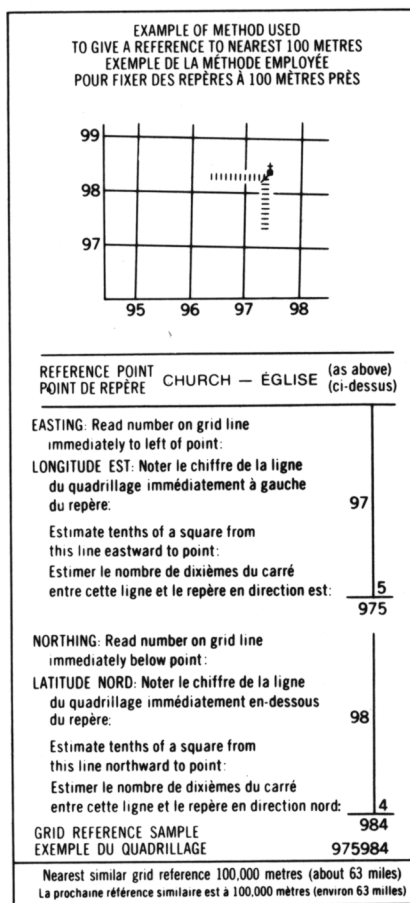 EXAMPLE OF METHOD USED
TO GIVE A REFERENCE TO NEAREST 100 METRES
EXEMPLE DE LA MÉTHODE EMPLOYÉE
POUR FIXER DES REPÈRES À 100 MÈTRES PRÈS
99
98
97
95 96 97 98
REFERENCE POINT
POINT DE REPÈRE CHURCH — ÉGLISE (as above)
(ci-dessus)
EASTING: Read number on grid line
immediately to left of point:
LONGITUDE EST: Noter le chiffre de la ligne
du quadrillage immédiatement à gauche
du repère: 97
Estimate tenths of a square from
this line eastward to point:
Estimer le nombre de dixièmes du carré
entre cette ligne et le repère en direction est: 5
975
NORTHING: Read number on grid line
immediately below point:
LATITUDE NORD: Noter le chiffre de la ligne
du quadrillage immédiatement en-dessous
du repère: 98
Estimate tenths of a square from
this line northward to point:
Estimer le nombre de dixièmes du carré
entre cette ligne et le repère en direction nord: 4
984
GRID REFERENCE SAMPLE
EXEMPLE DU QUADRILLAGE 975984
Nearest similar grid reference 100,000 metres (about 63 miles)
La prochaine référence similaire est à 100,000 mètres (environ 63 milles)